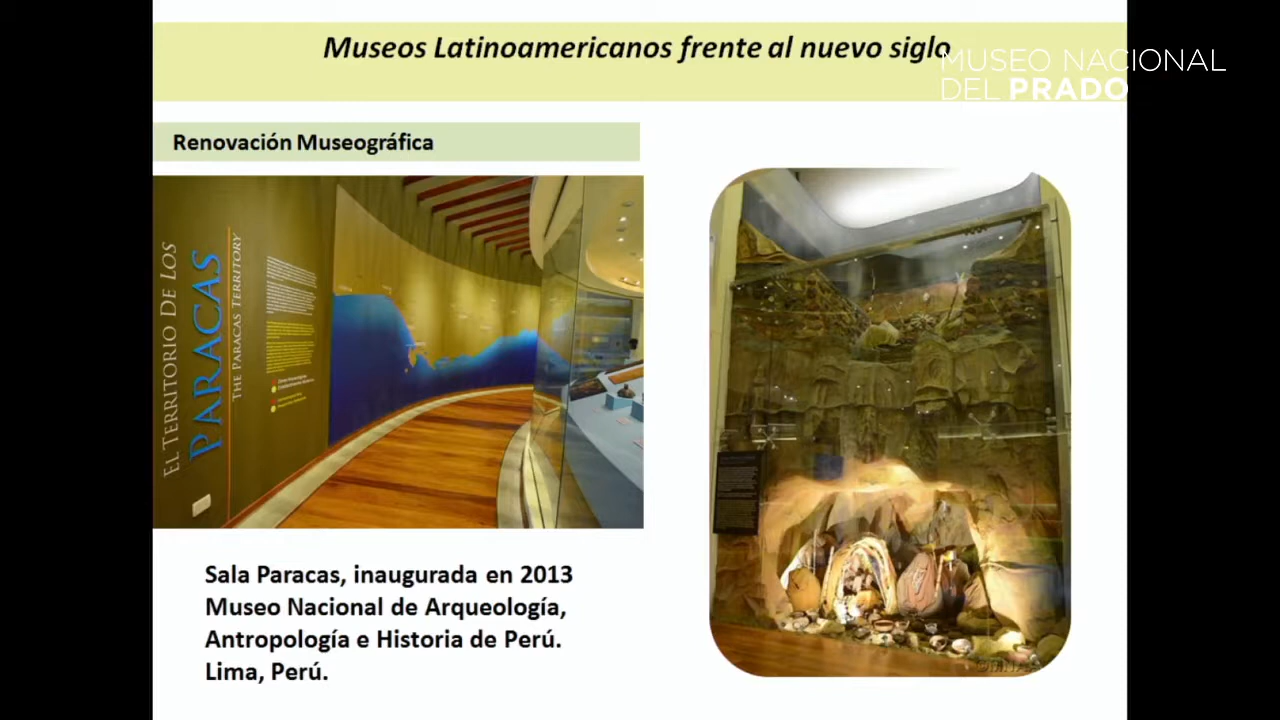 Museos Latinoamericanos frente al nuevo siglo
MUSEO NACIONAL
DEL PRADO
Renovación Museográfica
EL TERRITORIO DE LOS
PARACAS
THE PARACAS TERRITORY
Sala Paracas, inaugurada en 2013
Museo Nacional de Arqueología,
Antropología e Historia de Perú.
Lima, Perú.